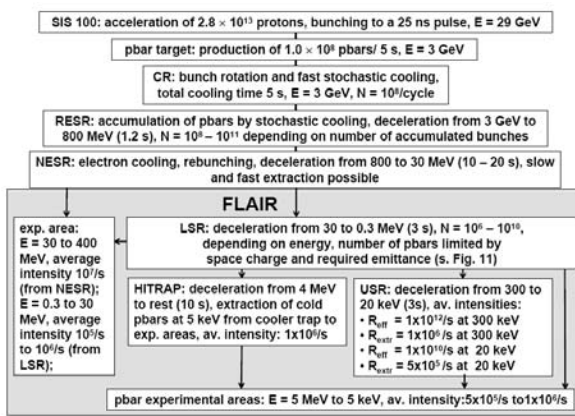 SIS 100: acceleration of 2.8 × 10¹³ protons, bunching to a 25 ns pulse, E = 29 GeV
pbar target: production of 1.0 × 10⁸ pbars/ 5 s, E = 3 GeV
CR: bunch rotation and fast stochastic cooling,
total cooling time 5 s, E = 3 GeV, N = 10⁸/cycle
RESR: accumulation of pbars by stochastic cooling, deceleration from 3 GeV to
800 MeV (1.2 s), N = 10⁸ – 10¹¹ depending on number of accumulated bunches
NESR: electron cooling, rebunching, deceleration from 800 to 30 MeV (10 – 20 s), slow
and fast extraction possible
FLAIR
exp. area:
E = 30 to 400
MeV, average
intensity 10⁷/s
(from NESR);
E = 0.3 to 30
MeV, average
intensity 10⁵/s
to 10⁶/s (from
LSR);
LSR: deceleration from 30 to 0.3 MeV (3 s), N = 10⁶ – 10¹⁰,
depending on energy, number of pbars limited by
space charge and required emittance (s. Fig. 11)
HITRAP: deceleration from 4 MeV
to rest (10 s), extraction of cold
pbars at 5 keV from cooler trap to
exp. areas, av. intensity: 1x10⁶/s
USR: deceleration from 300 to
20 keV (3s), av. intensities:
• R_eff = 1x10¹²/s at 300 keV
• R_extr = 1x10⁶/s at 300 keV
• R_eff = 1x10¹⁰/s at 20 keV
• R_extr = 5x10⁵/s at 20 keV
pbar experimental areas: E = 5 MeV to 5 keV, av. intensity:5x10⁵/s to1x10⁶/s